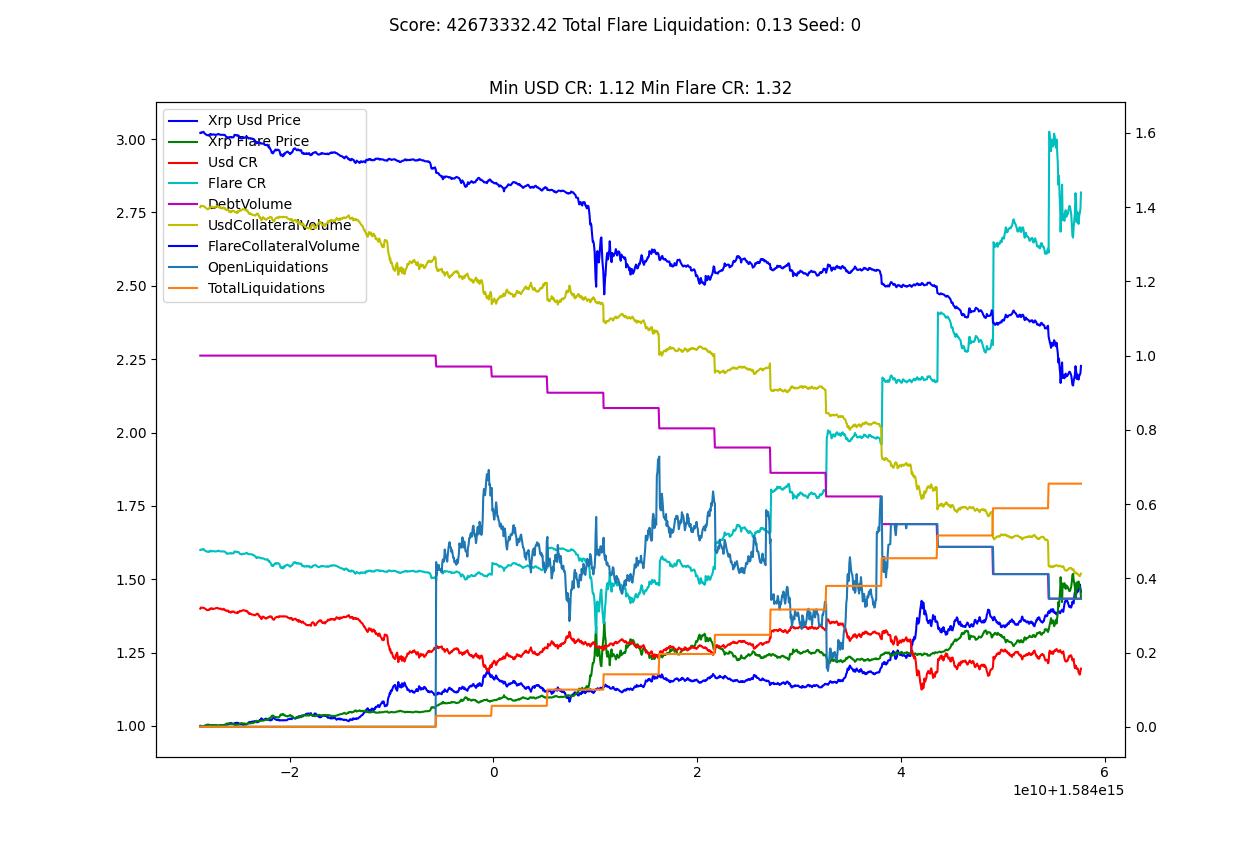 Score: 42673332.42 Total Flare Liquidation: 0.13 Seed: 0
Min USD CR: 1.12 Min Flare CR: 1.32
Xrp Usd Price
Xrp Flare Price
Usd CR
Flare CR
DebtVolume
UsdCollateralVolume
FlareCollateralVolume
OpenLiquidations
TotalLiquidations
3.00
2.75
2.50
2.25
2.00
1.75
1.50
1.25
1.00
1.6
1.4
1.2
1.0
0.8
0.6
0.4
0.2
0.0
−2 0 2 4 6
1e10+1.584e15